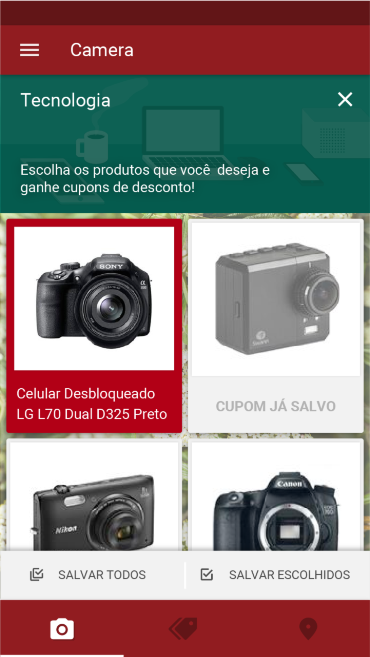 Camera
Tecnologia
Escolha os produtos que você deseja e
ganhe cupons de desconto!
SONY
Celular Desbloqueado
LG L70 Dual D325 Preto
CUPOM JÁ SALVO
Nikon
Canon
SALVAR TODOS
SALVAR ESCOLHIDOS